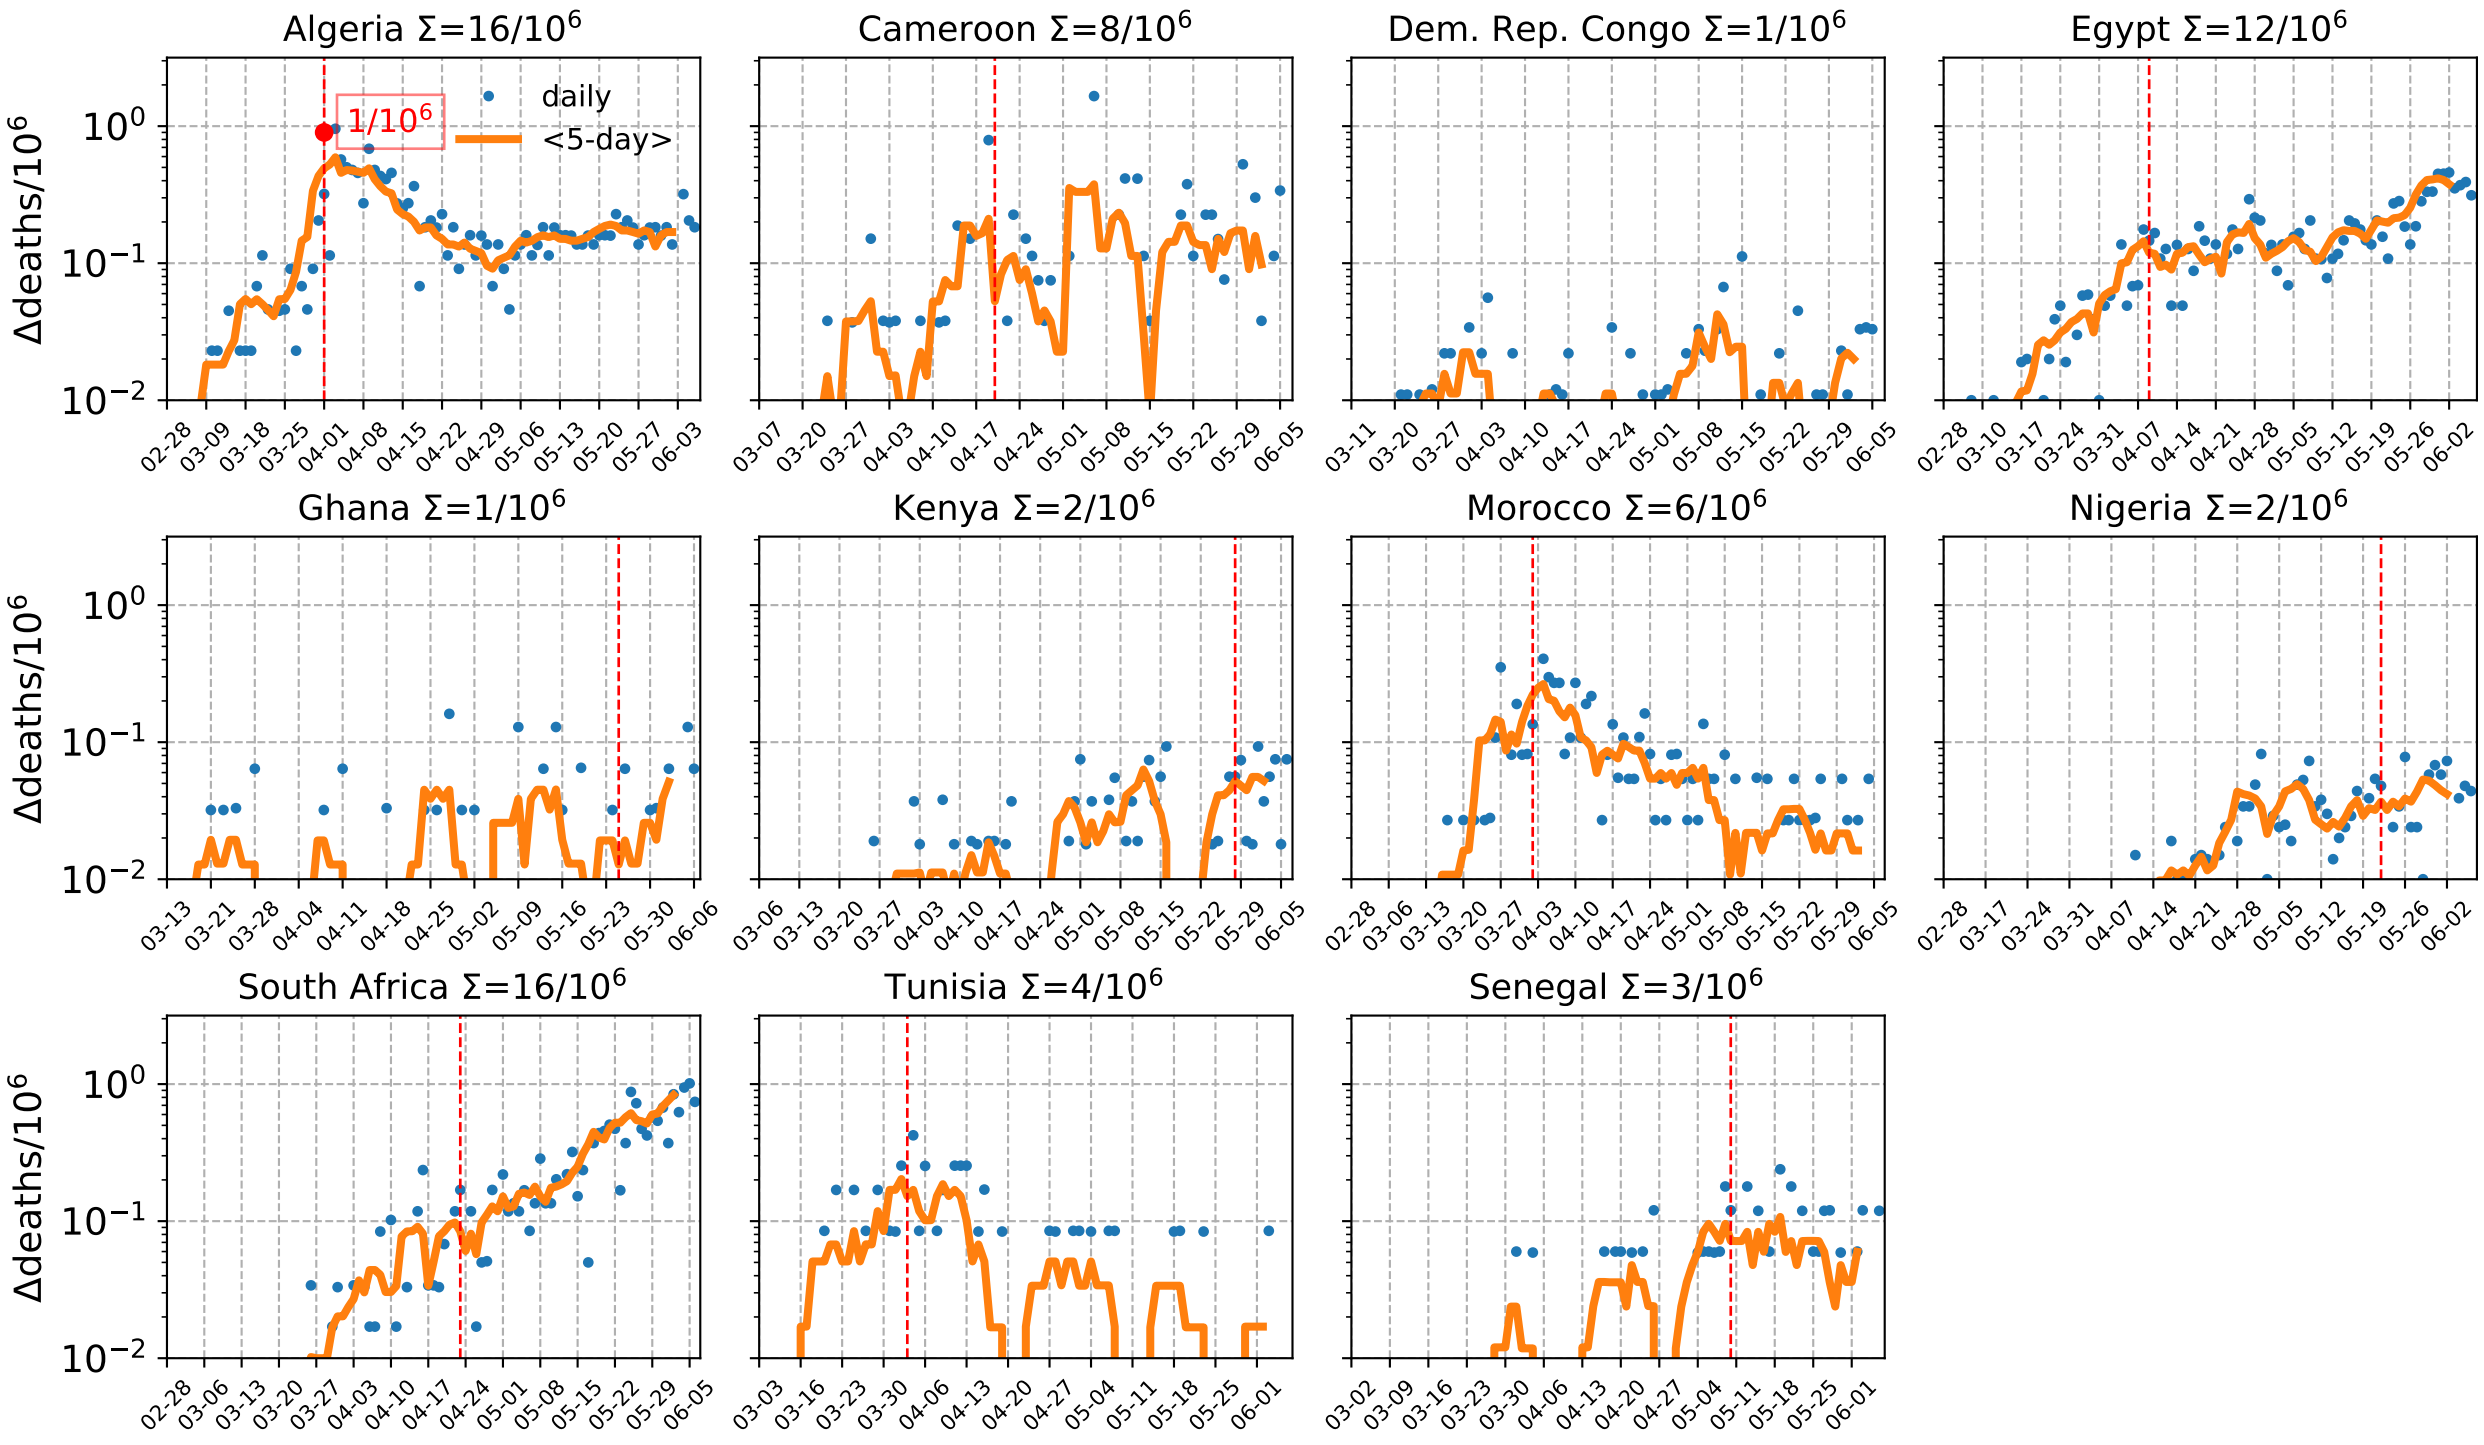 Algeria Σ=16/10⁶
Cameroon Σ=8/10⁶
Dem. Rep. Congo Σ=1/10⁶
Egypt Σ=12/10⁶
Δdeaths/10⁶
10⁰
10⁻¹
10⁻²
1/10⁶
daily
<5-day>
02-28 03-09 03-18 03-25 04-01 04-08 04-15 04-22 04-29 05-06 05-13 05-20 05-27 06-03
03-07 03-20 03-27 04-03 04-10 04-17 04-24 05-01 05-08 05-15 05-22 05-29 06-05
03-11 03-20 03-27 04-03 04-10 04-17 04-24 05-01 05-08 05-15 05-22 05-29 06-05
02-28 03-10 03-17 03-24 03-31 04-07 04-14 04-21 04-28 05-05 05-12 05-19 05-26 06-02
Ghana Σ=1/10⁶
Kenya Σ=2/10⁶
Morocco Σ=6/10⁶
Nigeria Σ=2/10⁶
Δdeaths/10⁶
10⁰
10⁻¹
10⁻²
03-13 03-21 03-28 04-04 04-11 04-18 04-25 05-02 05-09 05-16 05-23 05-30 06-06
03-06 03-13 03-20 03-27 04-03 04-10 04-17 04-24 05-01 05-08 05-15 05-22 05-29 06-05
02-28 03-06 03-13 03-20 03-27 04-03 04-10 04-17 04-24 05-01 05-08 05-15 05-22 05-29 06-05
02-28 03-17 03-24 03-31 04-07 04-14 04-21 04-28 05-05 05-12 05-19 05-26 06-02
South Africa Σ=16/10⁶
Tunisia Σ=4/10⁶
Senegal Σ=3/10⁶
Δdeaths/10⁶
10⁰
10⁻¹
10⁻²
02-28 03-06 03-13 03-20 03-27 04-03 04-10 04-17 04-24 05-01 05-08 05-15 05-22 05-29 06-05
03-03 03-16 03-23 03-30 04-06 04-13 04-20 04-27 05-04 05-11 05-18 05-25 06-01
03-02 03-09 03-16 03-23 03-30 04-06 04-13 04-20 04-27 05-04 05-11 05-18 05-25 06-01